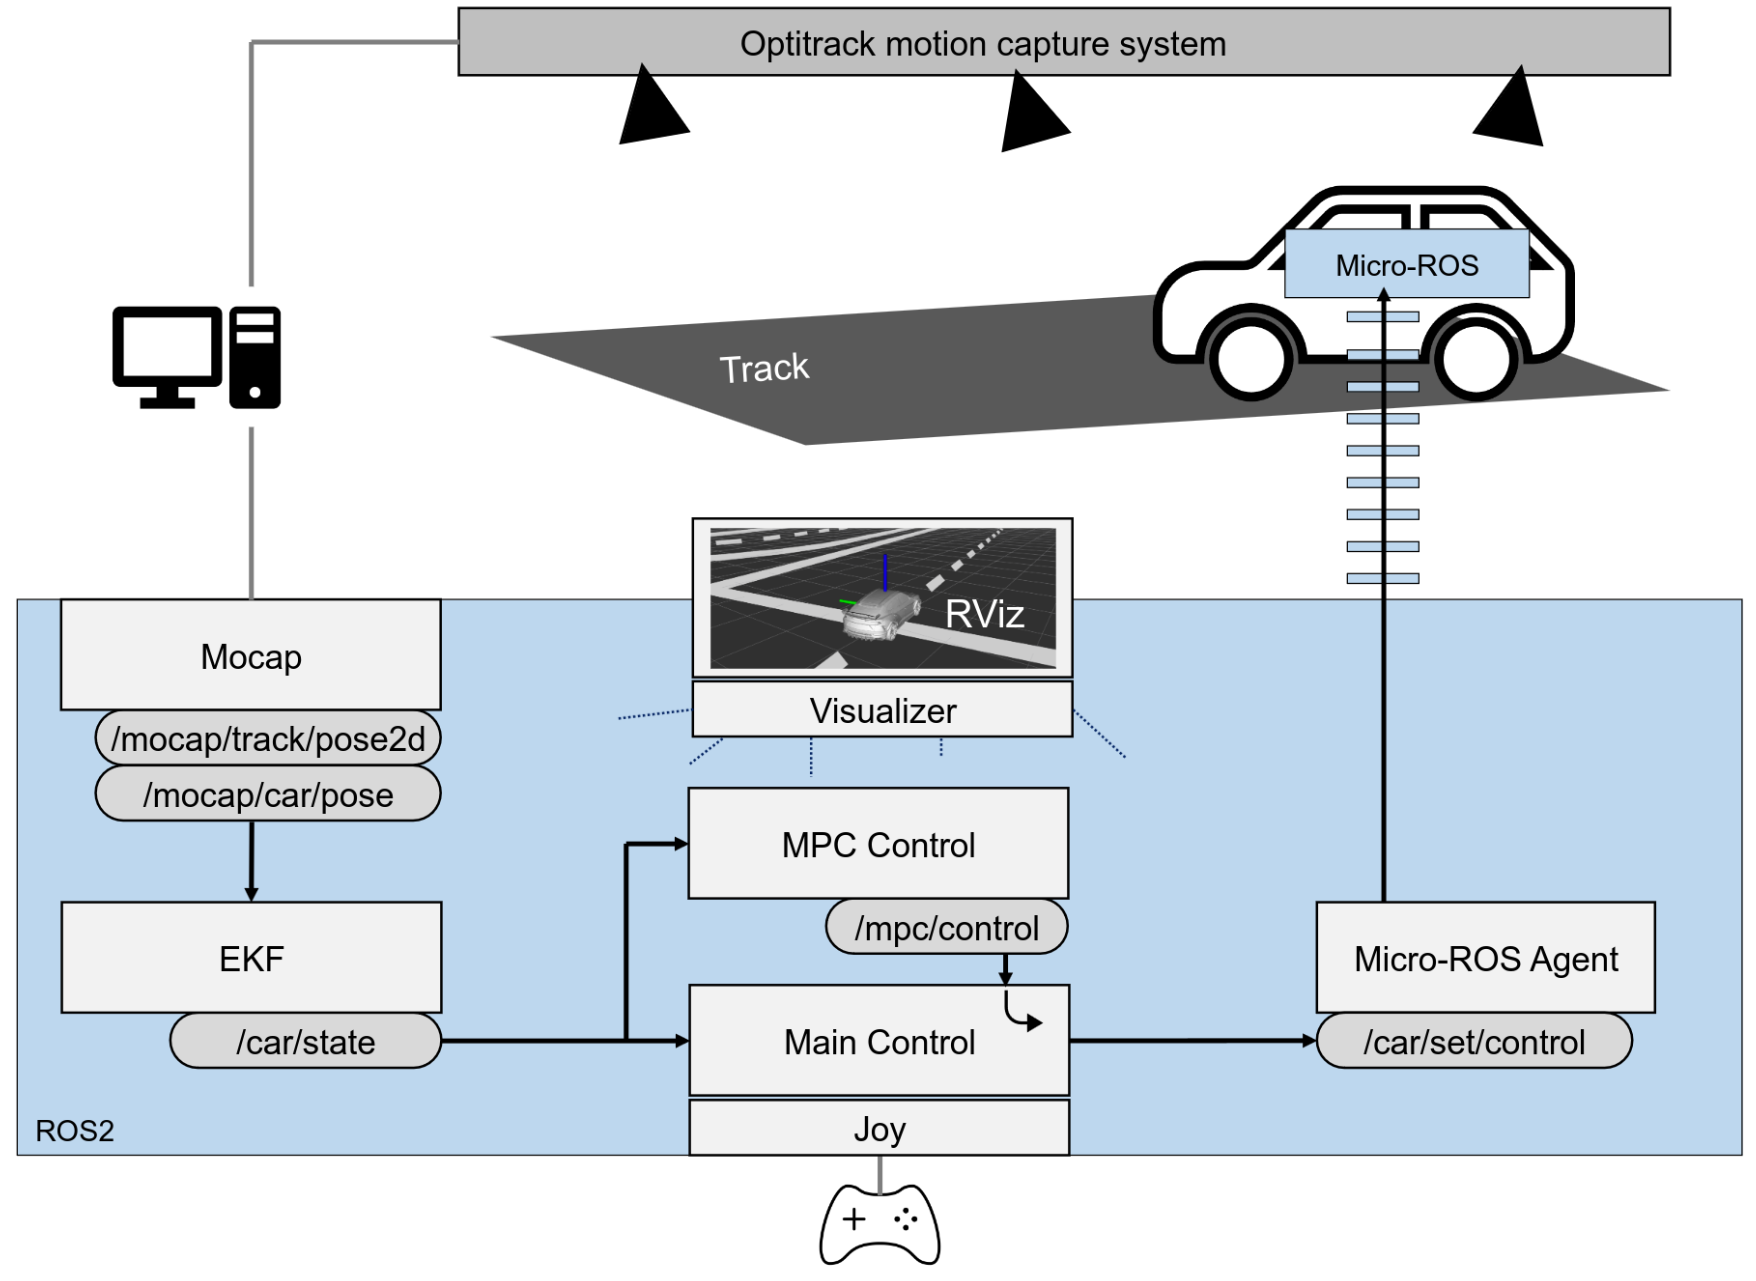 Optitrack motion capture system
Micro-ROS
Track
RViz
Mocap
Visualizer
/mocap/track/pose2d
/mocap/car/pose
MPC Control
/mpc/control
EKF
Micro-ROS Agent
/car/state
Main Control
/car/set/control
Joy
ROS2